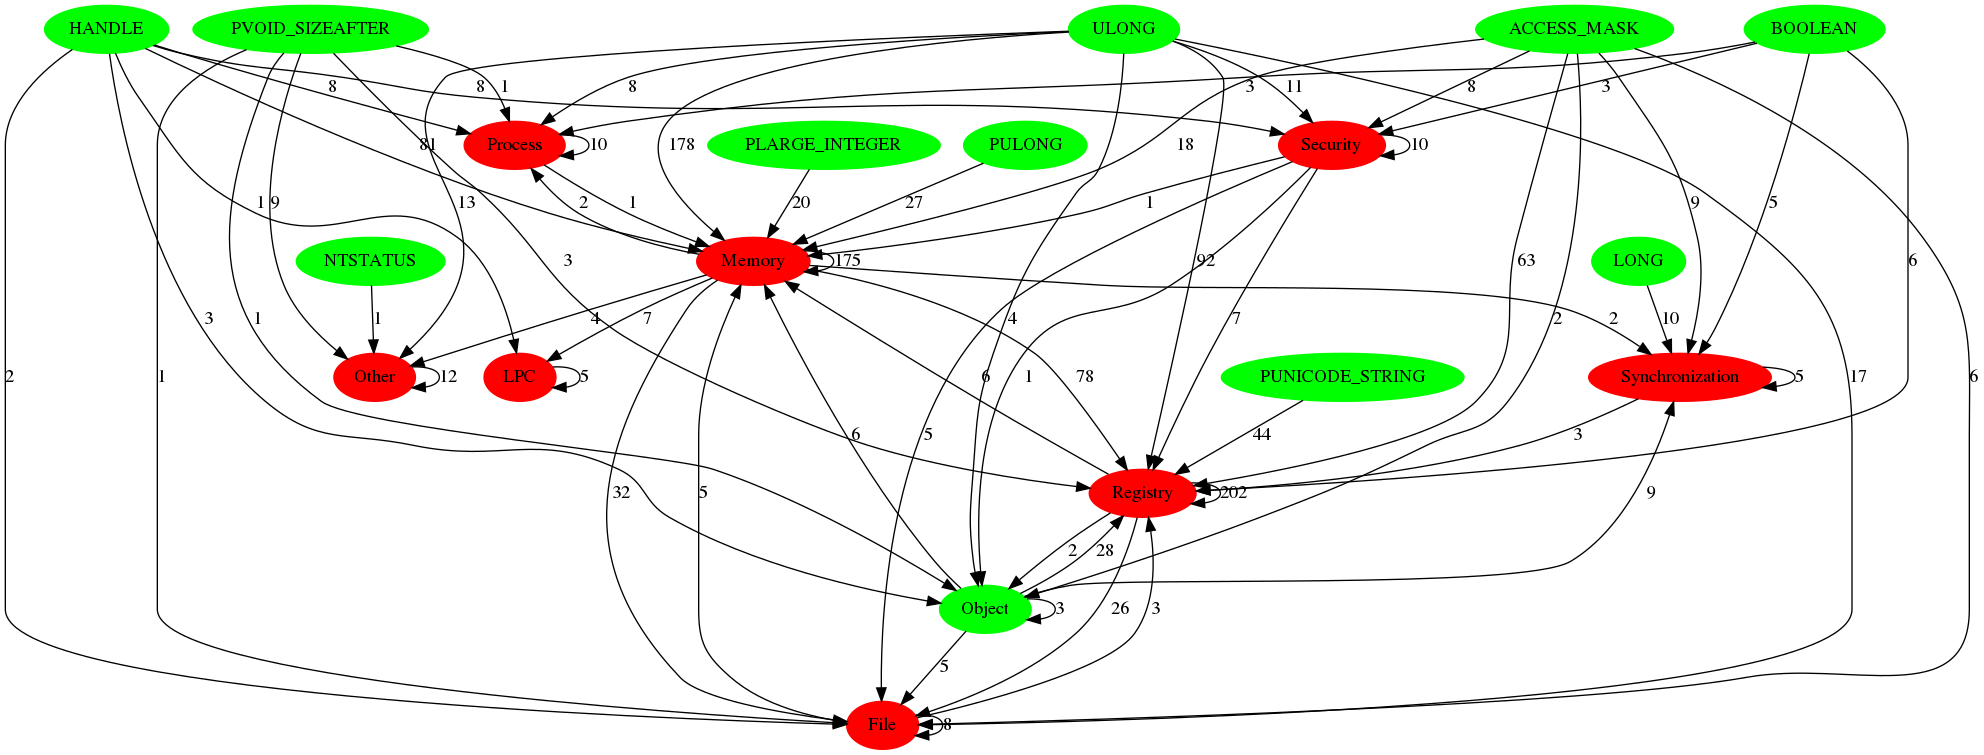 HANDLE PVOID_SIZEAFTER ULONG ACCESS_MASK BOOLEAN
8 8 1 8 178 11 3 8 3
Process 10 81 PLARGE_INTEGER PULONG 18 Security 10
1 9 13 2 1 20 27 1 9 5
NTSTATUS 3 Memory 175 92 63 LONG 6
3 1 1 4 7 4 7 2 2 10
Other 12 LPC 5 6 78 1 PUNICODE_STRING Synchronization 5 17 6
2 1
6 5 44 3
32 5 Registry 202 9
2 28
Object 3 26 3
5
File 8